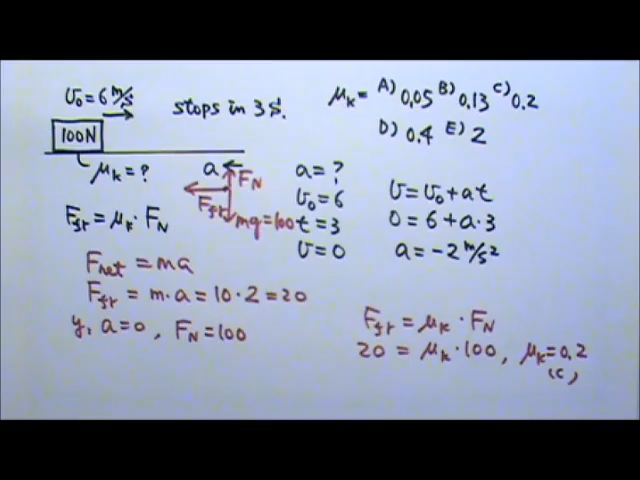 υ₀ = 6 m/s
stops in 3 s.
μk = A) 0.05 B) 0.13 C) 0.2
D) 0.4 E) 2
100N
μk = ?
a
FN
Ffr
mg = 100
a = ?
υ₀ = 6
t = 3
υ = 0
υ = υ₀ + at
0 = 6 + a·3
a = -2 m/s²
Ffr = μk · FN
Fnet = ma
Ffr = m·a = 10·2 = 20
y, a = 0, FN = 100
Ffr = μk · FN
20 = μk · 100, μk = 0.2
(C)